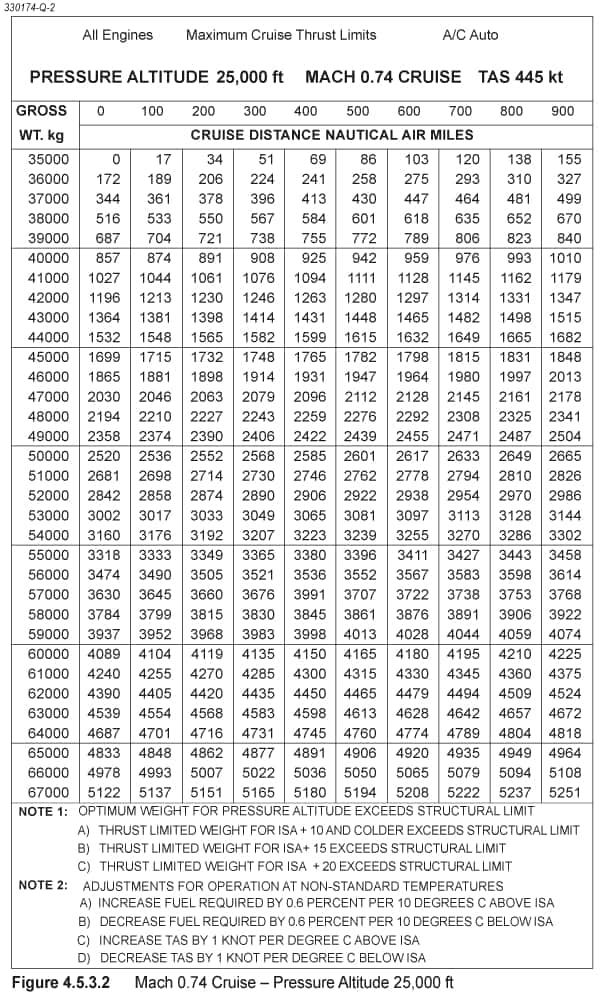 330174-Q-2
All Engines Maximum Cruise Thrust Limits A/C Auto
PRESSURE ALTITUDE 25,000 ft MACH 0.74 CRUISE TAS 445 kt
GROSS 0 100 200 300 400 500 600 700 800 900
WT. kg CRUISE DISTANCE NAUTICAL AIR MILES
35000 0 17 34 51 69 86 103 120 138 155
36000 172 189 206 224 241 258 275 293 310 327
37000 344 361 378 396 413 430 447 464 481 499
38000 516 533 550 567 584 601 618 635 652 670
39000 687 704 721 738 755 772 789 806 823 840
40000 857 874 891 908 925 942 959 976 993 1010
41000 1027 1044 1061 1076 1094 1111 1128 1145 1162 1179
42000 1196 1213 1230 1246 1263 1280 1297 1314 1331 1347
43000 1364 1381 1398 1414 1431 1448 1465 1482 1498 1515
44000 1532 1548 1565 1582 1599 1615 1632 1649 1665 1682
45000 1699 1715 1732 1748 1765 1782 1798 1815 1831 1848
46000 1865 1881 1898 1914 1931 1947 1964 1980 1997 2013
47000 2030 2046 2063 2079 2096 2112 2128 2145 2161 2178
48000 2194 2210 2227 2243 2259 2276 2292 2308 2325 2341
49000 2358 2374 2390 2406 2422 2439 2455 2471 2487 2504
50000 2520 2536 2552 2568 2585 2601 2617 2633 2649 2665
51000 2681 2698 2714 2730 2746 2762 2778 2794 2810 2826
52000 2842 2858 2874 2890 2906 2922 2938 2954 2970 2986
53000 3002 3017 3033 3049 3065 3081 3097 3113 3128 3144
54000 3160 3176 3192 3207 3223 3239 3255 3270 3286 3302
55000 3318 3333 3349 3365 3380 3396 3411 3427 3443 3458
56000 3474 3490 3505 3521 3536 3552 3567 3583 3598 3614
57000 3630 3645 3660 3676 3991 3707 3722 3738 3753 3768
58000 3784 3799 3815 3830 3845 3861 3876 3891 3906 3922
59000 3937 3952 3968 3983 3998 4013 4028 4044 4059 4074
60000 4089 4104 4119 4135 4150 4165 4180 4195 4210 4225
61000 4240 4255 4270 4285 4300 4315 4330 4345 4360 4375
62000 4390 4405 4420 4435 4450 4465 4479 4494 4509 4524
63000 4539 4554 4568 4583 4598 4613 4628 4642 4657 4672
64000 4687 4701 4716 4731 4745 4760 4774 4789 4804 4818
65000 4833 4848 4862 4877 4891 4906 4920 4935 4949 4964
66000 4978 4993 5007 5022 5036 5050 5065 5079 5094 5108
67000 5122 5137 5151 5165 5180 5194 5208 5222 5237 5251
NOTE 1: OPTIMUM WEIGHT FOR PRESSURE ALTITUDE EXCEEDS STRUCTURAL LIMIT
A) THRUST LIMITED WEIGHT FOR ISA + 10 AND COLDER EXCEEDS STRUCTURAL LIMIT
B) THRUST LIMITED WEIGHT FOR ISA+ 15 EXCEEDS STRUCTURAL LIMIT
C) THRUST LIMITED WEIGHT FOR ISA + 20 EXCEEDS STRUCTURAL LIMIT
NOTE 2: ADJUSTMENTS FOR OPERATION AT NON-STANDARD TEMPERATURES
A) INCREASE FUEL REQUIRED BY 0.6 PERCENT PER 10 DEGREES C ABOVE ISA
B) DECREASE FUEL REQUIRED BY 0.6 PERCENT PER 10 DEGREES C BELOW ISA
C) INCREASE TAS BY 1 KNOT PER DEGREE C ABOVE ISA
D) DECREASE TAS BY 1 KNOT PER DEGREE C BELOW ISA
Figure 4.5.3.2 Mach 0.74 Cruise – Pressure Altitude 25,000 ft